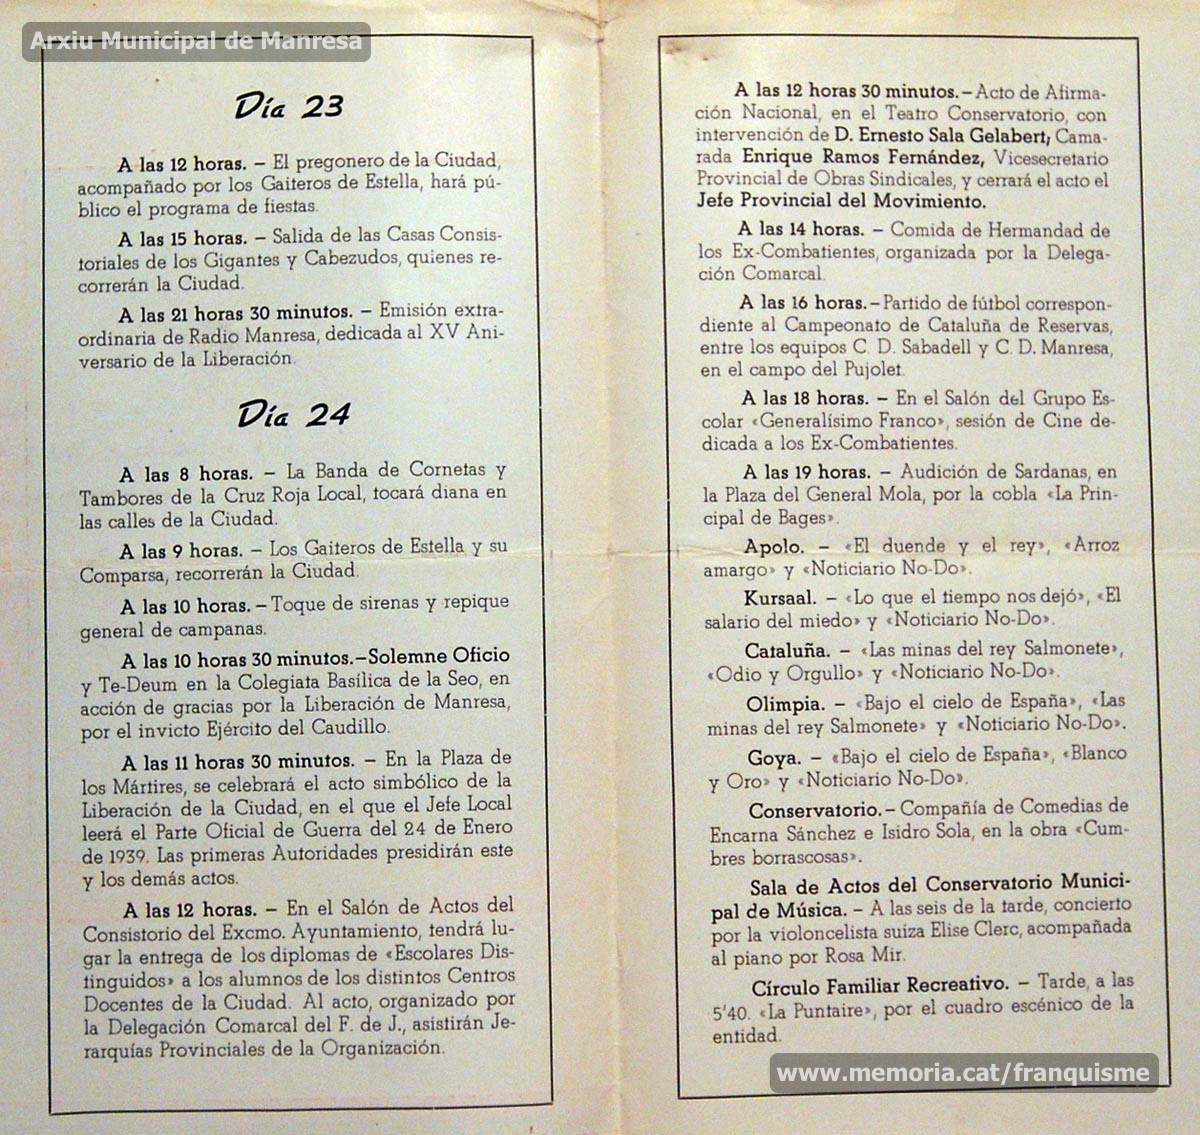 Arxiu Municipal de Manresa
Día 23
A las 12 horas. – El pregonero de la Ciudad,
acompañado por los Gaiteros de Estella, hará pú-
blico el programa de fiestas.
A las 15 horas. – Salida de las Casas Consis-
toriales de los Gigantes y Cabezudos, quienes re-
correrán la Ciudad.
A las 21 horas 30 minutos. – Emisión extra-
ordinaria de Radio Manresa, dedicada al XV Ani-
versario de la Liberación.
Día 24
A las 8 horas. – La Banda de Cornetas y
Tambores de la Cruz Roja Local, tocará diana en
las calles de la Ciudad.
A las 9 horas. – Los Gaiteros de Estella y su
Comparsa, recorrerán la Ciudad.
A las 10 horas. – Toque de sirenas y repique
general de campanas.
A las 10 horas 30 minutos.–Solemne Oficio
y Te-Deum en la Colegiata Basílica de la Seo, en
acción de gracias por la Liberación de Manresa,
por el invicto Ejército del Caudillo.
A las 11 horas 30 minutos. – En la Plaza de
los Mártires, se celebrará el acto simbólico de la
Liberación de la Ciudad, en el que el Jefe Local
leerá el Parte Oficial de Guerra del 24 de Enero
de 1939. Las primeras Autoridades presidirán este
y los demás actos.
A las 12 horas. – En el Salón de Actos del
Consistorio del Excmo. Ayuntamiento, tendrá lu-
gar la entrega de los diplomas de «Escolares Dis-
tinguidos» a los alumnos de los distintos Centros
Docentes de la Ciudad. Al acto, organizado por
la Delegación Comarcal del F. de J., asistirán Je-
rarquías Provinciales de la Organización.
A las 12 horas 30 minutos. – Acto de Afirma-
ción Nacional, en el Teatro Conservatorio, con
intervención de D. Ernesto Sala Gelabert; Cama-
rada Enrique Ramos Fernández, Vicesecretario
Provincial de Obras Sindicales, y cerrará el acto el
Jefe Provincial del Movimiento.
A las 14 horas. – Comida de Hermandad de
los Ex-Combatientes, organizada por la Delega-
ción Comarcal.
A las 16 horas. – Partido de fútbol correspon-
diente al Campeonato de Cataluña de Reservas,
entre los equipos C. D. Sabadell y C. D. Manresa,
en el campo del Pujolet.
A las 18 horas. – En el Salón del Grupo Es-
colar «Generalísimo Franco», sesión de Cine de-
dicada a los Ex-Combatientes.
A las 19 horas. – Audición de Sardanas, en
la Plaza del General Mola, por la cobla «La Prin-
cipal de Bages».
Apolo. – «El duende y el rey», «Arroz
amargo» y «Noticiario No-Do».
Kursaal. – «Lo que el tiempo nos dejó», «El
salario del miedo» y «Noticiario No-Do».
Cataluña. – «Las minas del rey Salmonete»,
«Odio y Orgullo» y «Noticiario No-Do».
Olimpia. – «Bajo el cielo de España», «Las
minas del rey Salmonete» y «Noticiario No-Do».
Goya. – «Bajo el cielo de España», «Blanco
y Oro» y «Noticiario No-Do».
Conservatorio. – Compañía de Comedias de
Encarna Sánchez e Isidro Sola, en la obra «Cum-
bres borrascosas».
Sala de Actos del Conservatorio Munici-
pal de Música. – A las seis de la tarde, concierto
por la violoncelista suiza Elise Clerc, acompañada
al piano por Rosa Mir.
Círculo Familiar Recreativo. – Tarde, a las
5'40. «La Puntaire», por el cuadro escénico de la
entidad.
www.memoria.cat/franquisme